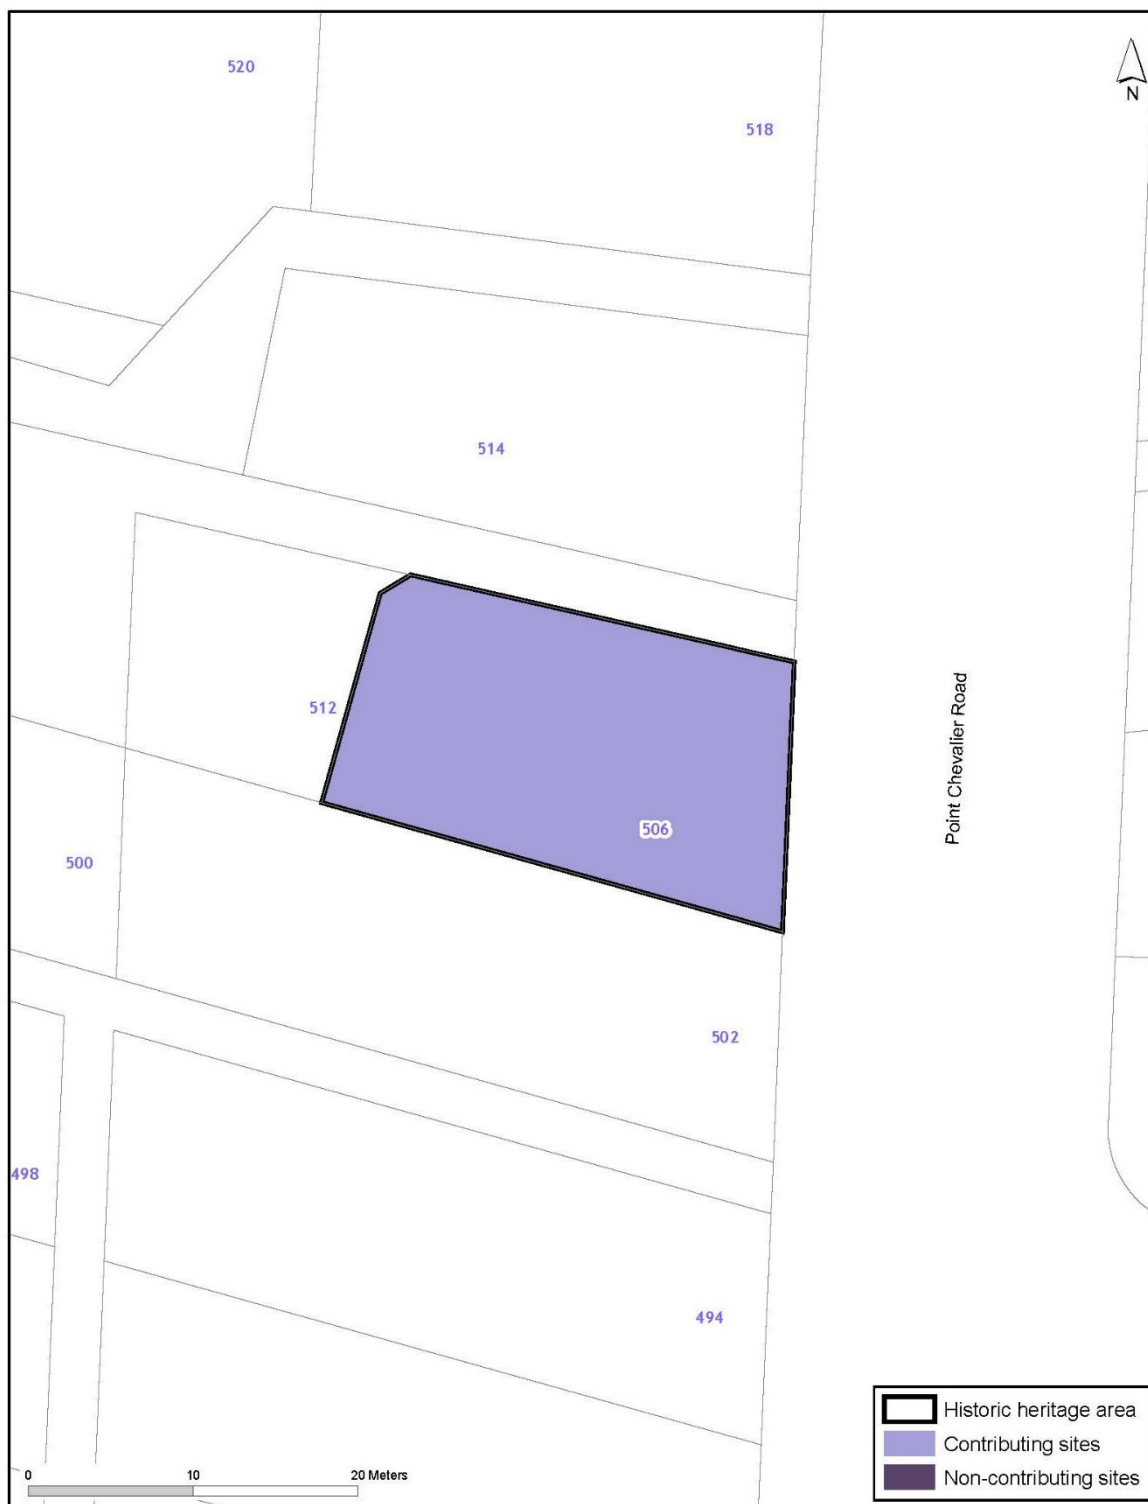 520
518
N
514
512
506
500
502
498
494
Point Chevalier Road
0 10 20 Meters
Historic heritage area
Contributing sites
Non-contributing sites